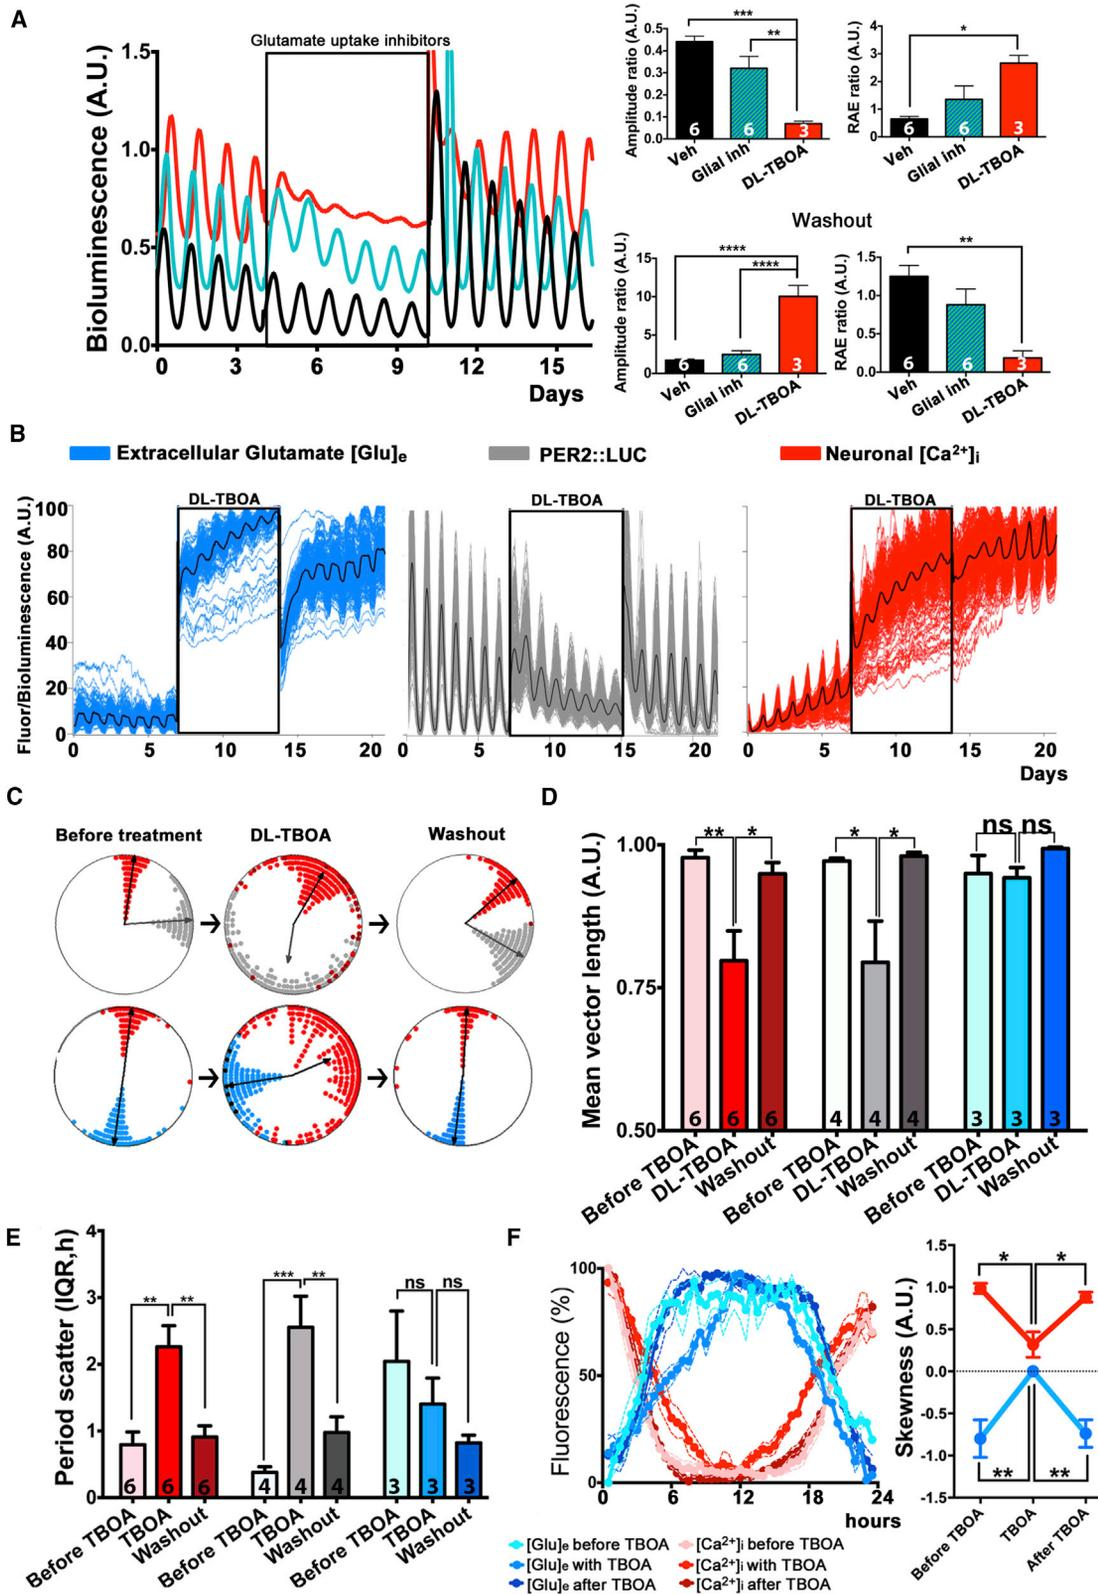 A
Glutamate uptake inhibitors
Bioluminescence (A.U.)
1.5
1.0
0.5
0.0
0 3 6 9 12 15
Days
Amplitude ratio (A.U.)
0.5
0.4
0.3
0.2
0.1
0.0
***
**
6 6 3
Veh Glial inh DL-TBOA
RAE ratio (A.U.)
4
3
2
1
0
*
6 6 3
Veh Glial inh DL-TBOA
Washout
Amplitude ratio (A.U.)
15
10
5
0
****
****
6 6 3
Veh Glial inh DL-TBOA
RAE ratio (A.U.)
1.5
1.0
0.5
0.0
**
6 6 3
Veh Glial inh DL-TBOA
B
Extracellular Glutamate [Glu]e
PER2::LUC
Neuronal [Ca2+]i
Fluor/Bioluminescence (A.U.)
100
80
60
40
20
0
DL-TBOA
DL-TBOA
DL-TBOA
0 5 10 15 20
0 5 10 15 20
0 5 10 15 20
Days
C
Before treatment
DL-TBOA
Washout
D
Mean vector length (A.U.)
1.00
0.75
0.50
** * * * ns ns
6 6 6 4 4 4 3 3 3
Before TBOA DL-TBOA Washout Before TBOA DL-TBOA Washout Before TBOA DL-TBOA Washout
E
Period scatter (IQR,h)
4
3
2
1
0
** ** *** ** ns ns
6 6 6 4 4 4 3 3 3
Before TBOA TBOA Washout Before TBOA TBOA Washout Before TBOA TBOA Washout
F
Fluorescence (%)
100
50
0
0 6 12 18 24
hours
[Glu]e before TBOA
[Glu]e with TBOA
[Glu]e after TBOA
[Ca2+]i before TBOA
[Ca2+]i with TBOA
[Ca2+]i after TBOA
Skewness (A.U.)
1.5
1.0
0.5
0.0
-0.5
-1.0
-1.5
* *
** **
Before TBOA TBOA After TBOA